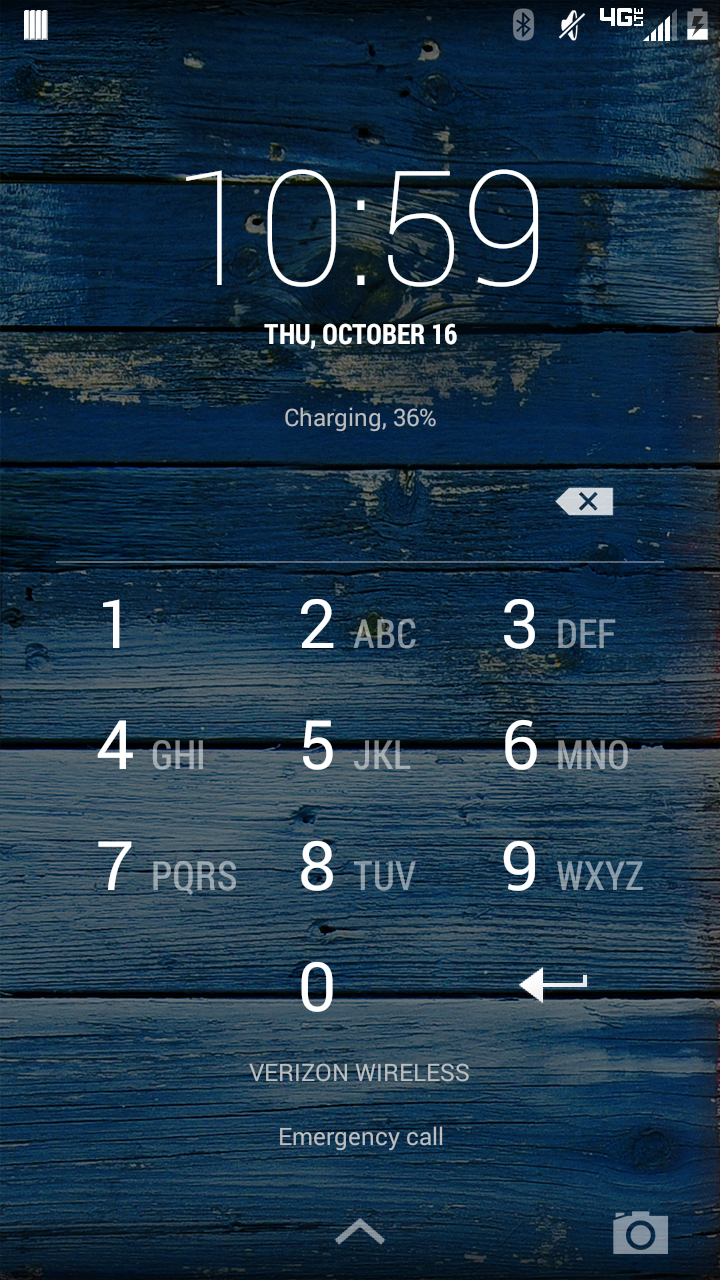 4G LTE
10:59
THU, OCTOBER 16
Charging, 36%
1
2 ABC
3 DEF
4 GHI
5 JKL
6 MNO
7 PQRS
8 TUV
9 WXYZ
0
VERIZON WIRELESS
Emergency call